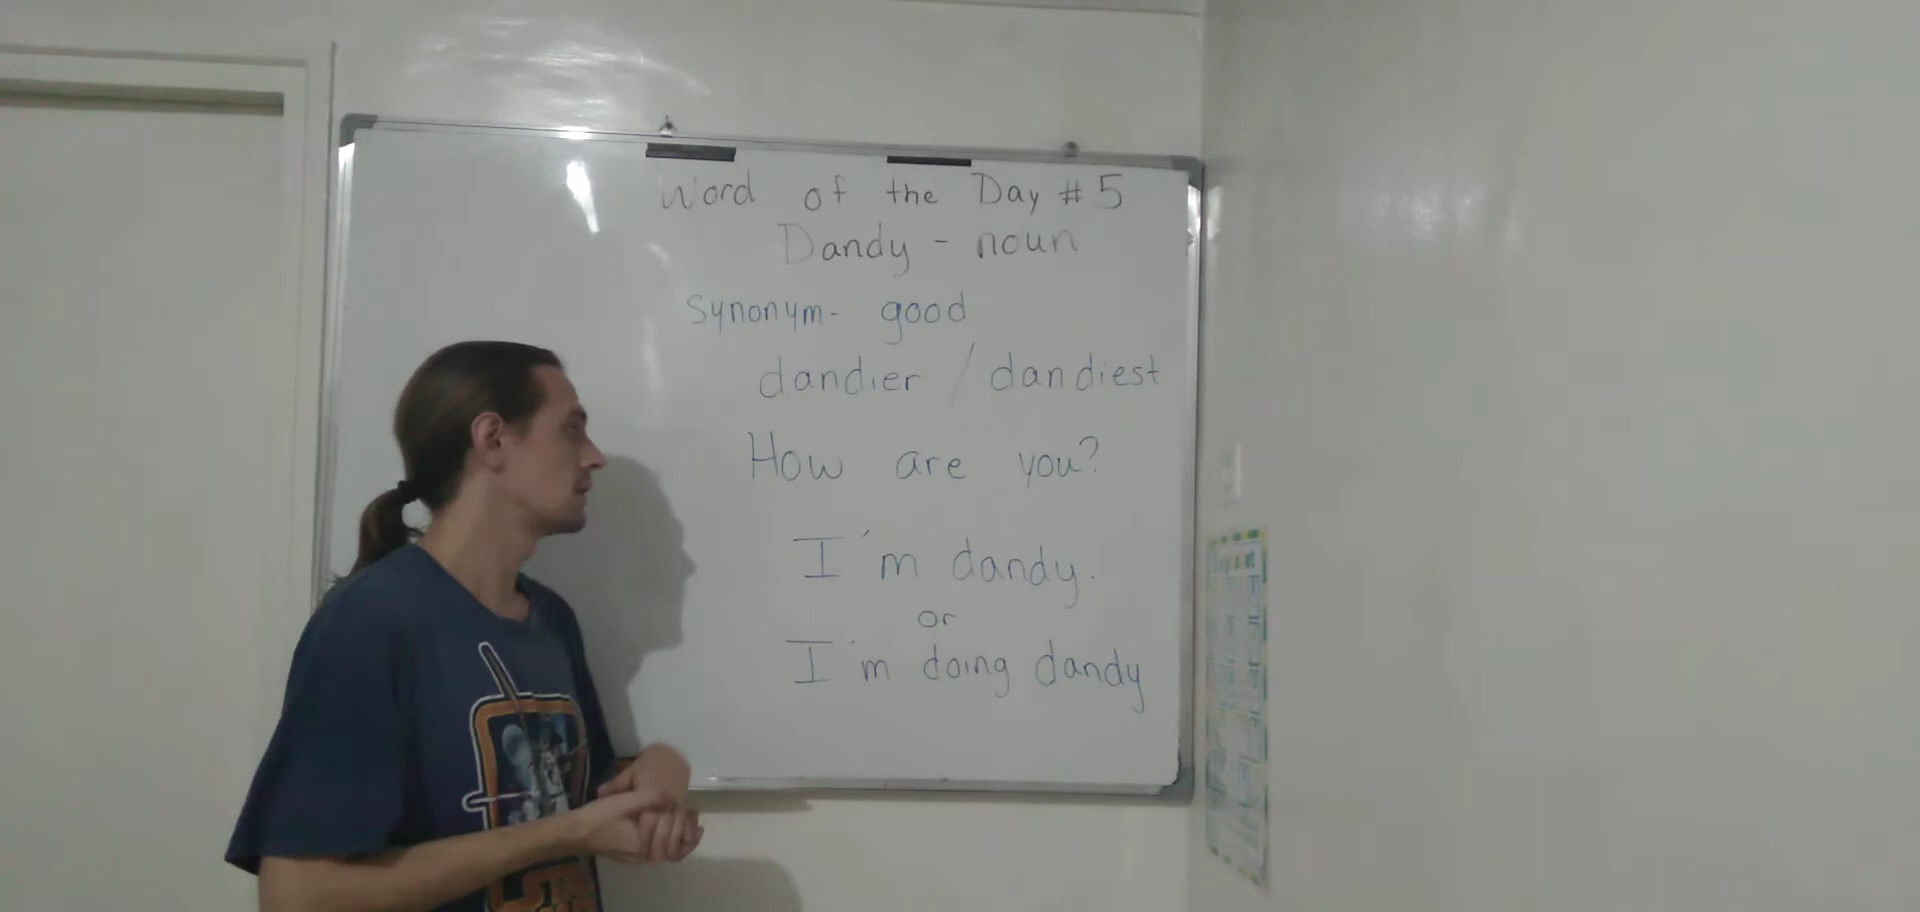 Word of the Day #5
Dandy - noun
Synonym- good
dandier / dandiest
How are you?
I'm dandy.
or
I'm doing dandy.